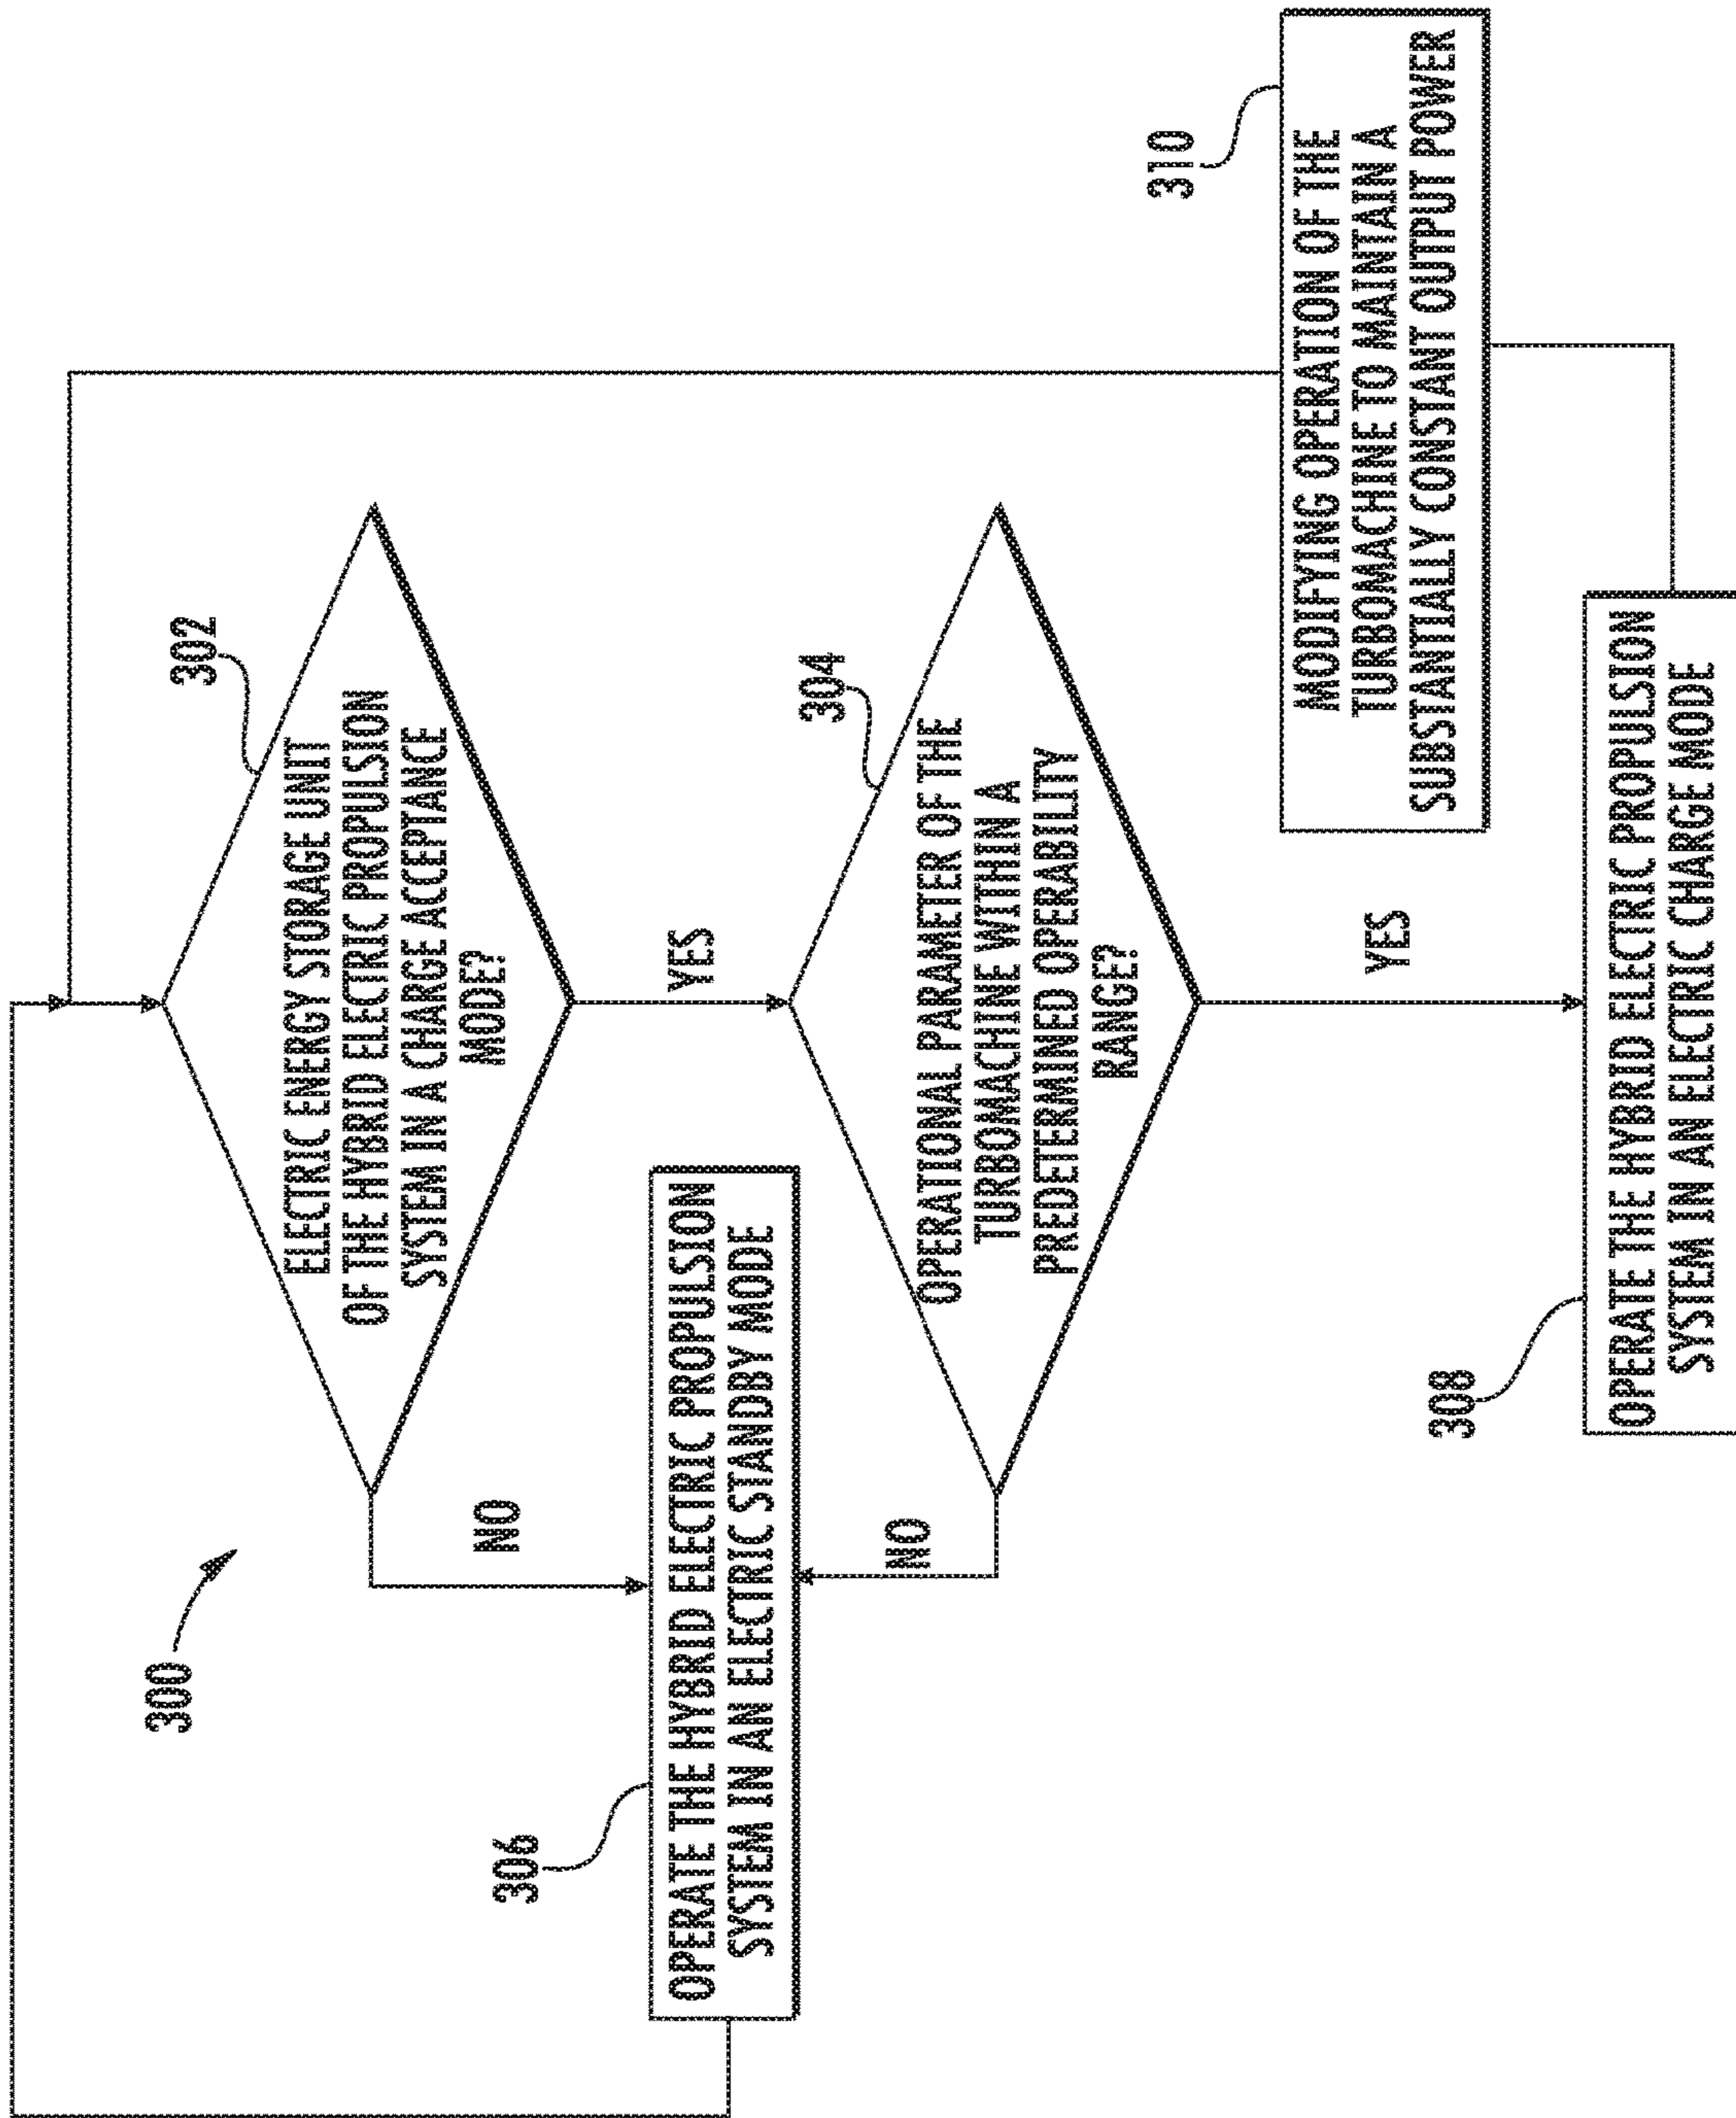 300
302
ELECTRIC ENERGY STORAGE UNIT
OF THE HYBRID ELECTRIC PROPULSION
SYSTEM IN A CHARGE ACCEPTANCE
MODE?
NO
YES
306
OPERATE THE HYBRID ELECTRIC PROPULSION
SYSTEM IN AN ELECTRIC STANDBY MODE
304
OPERATIONAL PARAMETER OF THE
TURBOMACHINE WITHIN A
PREDETERMINED OPERABILITY
RANGE?
NO
YES
310
MODIFYING OPERATION OF THE
TURBOMACHINE TO MAINTAIN A
SUBSTANTIALLY CONSTANT OUTPUT POWER
308
OPERATE THE HYBRID ELECTRIC PROPULSION
SYSTEM IN AN ELECTRIC CHARGE MODE